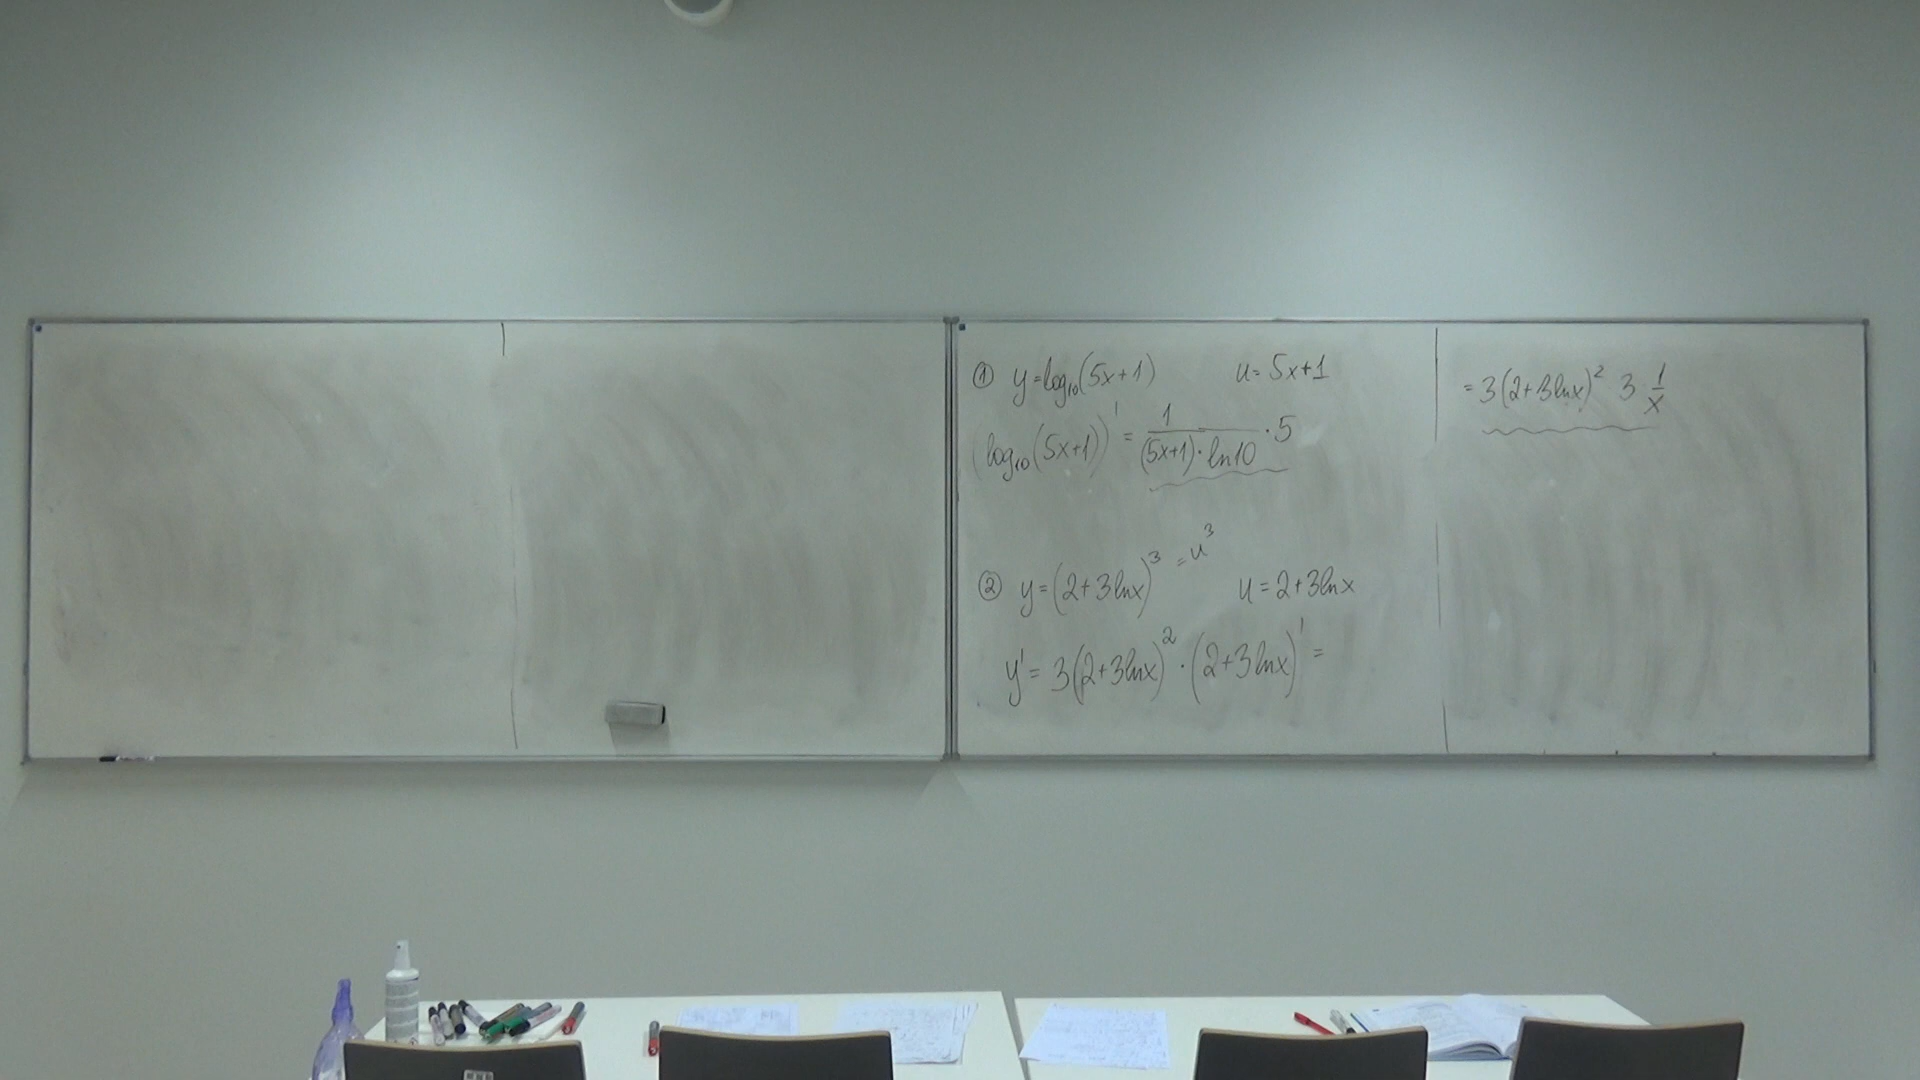 ① y=log₁₀(5x+1) u=5x+1
(log₁₀(5x+1))' = 1/((5x+1)·ln10) · 5
② y=(2+3lnx)³ = u³ u=2+3lnx
y'=3(2+3lnx)²·(2+3lnx)'=
=3(2+3lnx)² 3 1/x